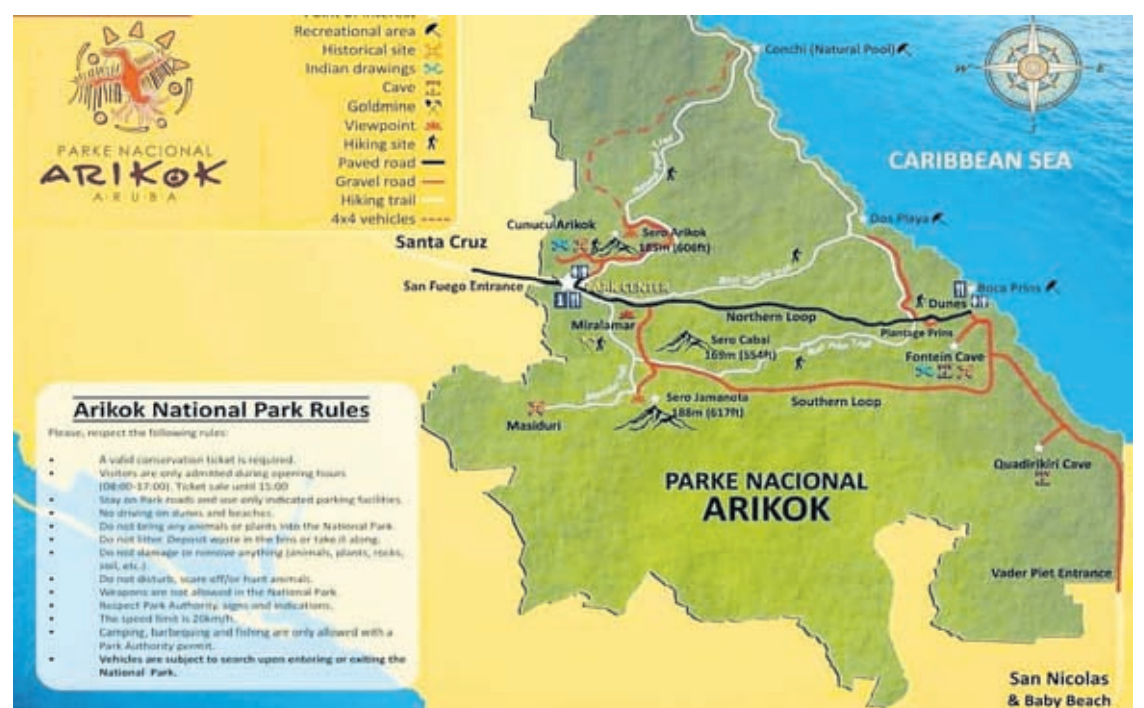 Point of Interest
Recreational area
Historical site
Indian drawings
Cave
Goldmine
Viewpoint
Hiking site
Paved road
Gravel road
Hiking trail
4x4 vehicles
PARKE NACIONAL
ARIKOK
ARUBA
W
E
Conchi (Natural Pool)
CARIBBEAN SEA
Dos Playa
Cunucu Arikok
Sero Arikok
185m (606ft)
Santa Cruz
San Fuego Entrance
PARK CENTER
Boca Prins
Dunes
Miralamar
Northern Loop
Plantage Prins
Sero Cabai
169m (554ft)
Fontein Cave
Sero Jamanota
188m (617ft)
Southern Loop
Masiduri
Quadirikiri Cave
PARKE NACIONAL
ARIKOK
Vader Piet Entrance
San Nicolas
& Baby Beach
Arikok National Park Rules
Please, respect the following rules:
• A valid conservation ticket is required.
• Visitors are only admitted during opening hours
(08:00-17:00). Ticket sale until 15:00
• Stay on Park roads and use only indicated parking facilities.
• No driving on dunes and beaches.
• Do not bring any animals or plants into the National Park.
• Do not litter. Deposit waste in the bins or take it along.
• Do not damage or remove anything (animals, plants, rocks,
soil, etc.)
• Do not disturb, scare off/or hunt animals.
• Weapons are not allowed in the National Park.
• Respect Park Authority, signs and indications.
• The speed limit is 20km/h.
• Camping, barbequing and fishing are only allowed with a
Park Authority permit.
• Vehicles are subject to search upon entering or exiting the
National Park.